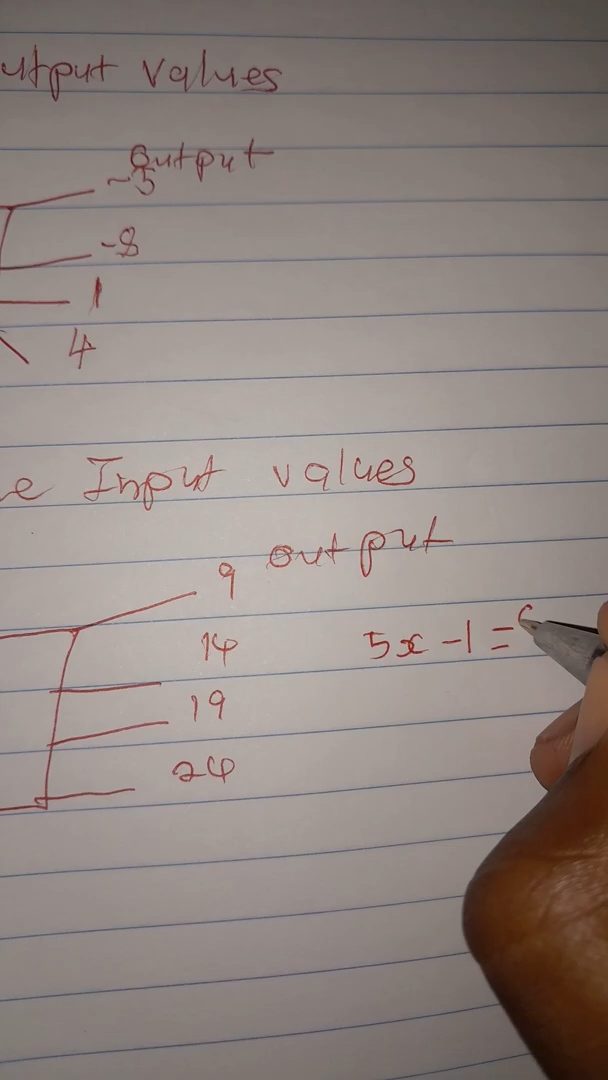 utput values
output
-5
-8
1
4
e Input values
output
9
14
5x -1 =
19
24